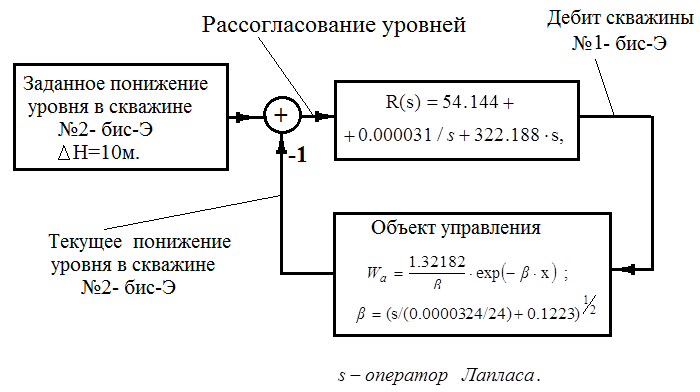 Дебит скважины
№1- бис-Э
Рассогласование уровней
Заданное понижение
уровня в скважине
№2- бис-Э
△H=10м.
+
-1
R(s) = 54.144 +
+ 0.000031 / s + 322.188 · s,
Текущее понижение
уровня в скважине
№2- бис-Э
Объект управления
Wₐ = 1.32182/β · exp(− β · x) ;
β = (s/(0.0000324/24) + 0.1223)^1/2
s – оператор Лапласа.